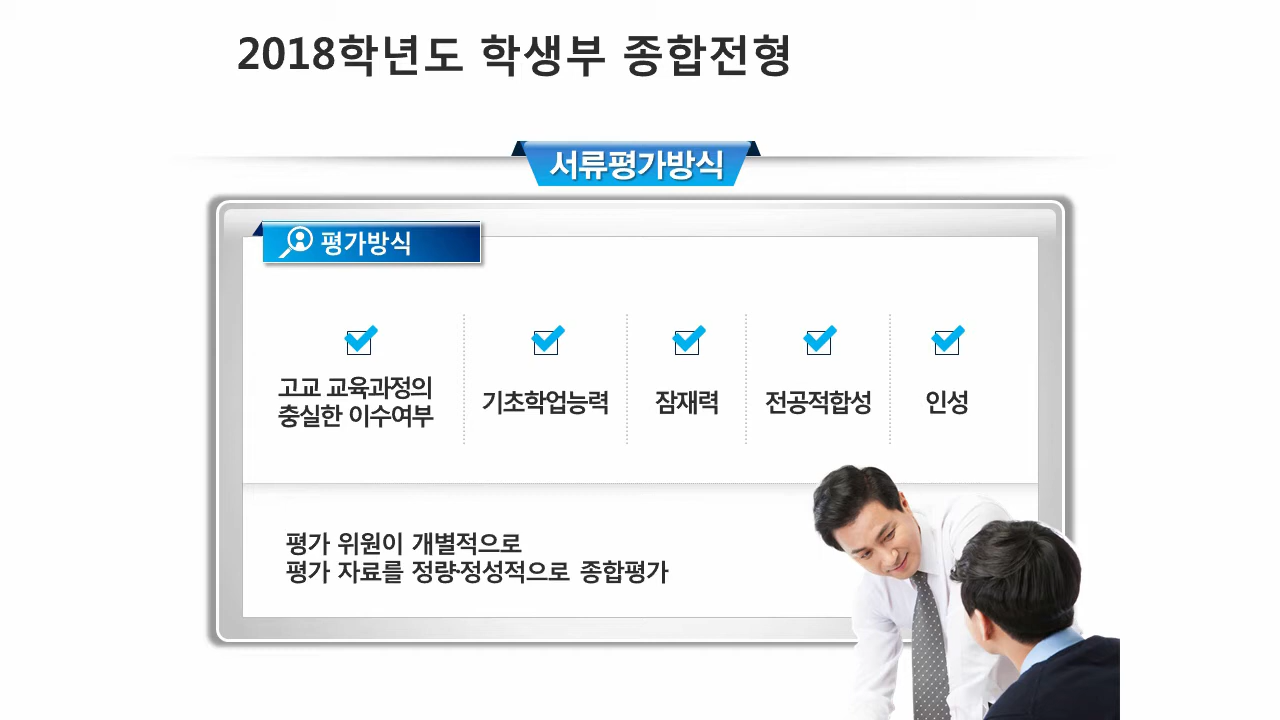 2018학년도 학생부 종합전형
서류평가방식
평가방식
고교 교육과정의
충실한 이수여부
기초학업능력
잠재력
전공적합성
인성
평가 위원이 개별적으로
평가 자료를 정량·정성적으로 종합평가